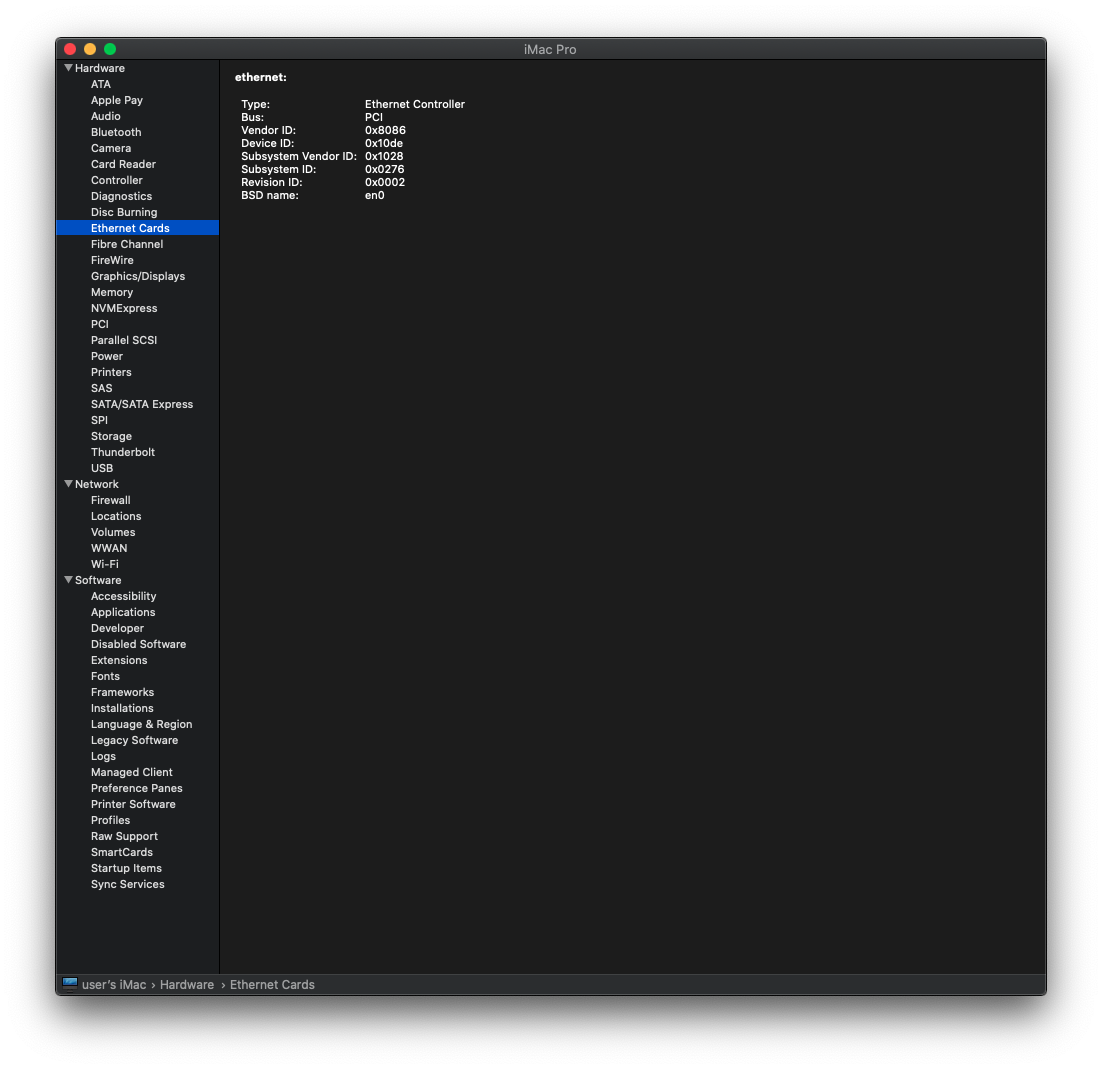 iMac Pro
Hardware
ATA
Apple Pay
Audio
Bluetooth
Camera
Card Reader
Controller
Diagnostics
Disc Burning
Ethernet Cards
Fibre Channel
FireWire
Graphics/Displays
Memory
NVMExpress
PCI
Parallel SCSI
Power
Printers
SAS
SATA/SATA Express
SPI
Storage
Thunderbolt
USB
Network
Firewall
Locations
Volumes
WWAN
Wi-Fi
Software
Accessibility
Applications
Developer
Disabled Software
Extensions
Fonts
Frameworks
Installations
Language & Region
Legacy Software
Logs
Managed Client
Preference Panes
Printer Software
Profiles
Raw Support
SmartCards
Startup Items
Sync Services
ethernet:
Type: Ethernet Controller
Bus: PCI
Vendor ID: 0x8086
Device ID: 0x10de
Subsystem Vendor ID: 0x1028
Subsystem ID: 0x0276
Revision ID: 0x0002
BSD name: en0
user’s iMac › Hardware › Ethernet Cards